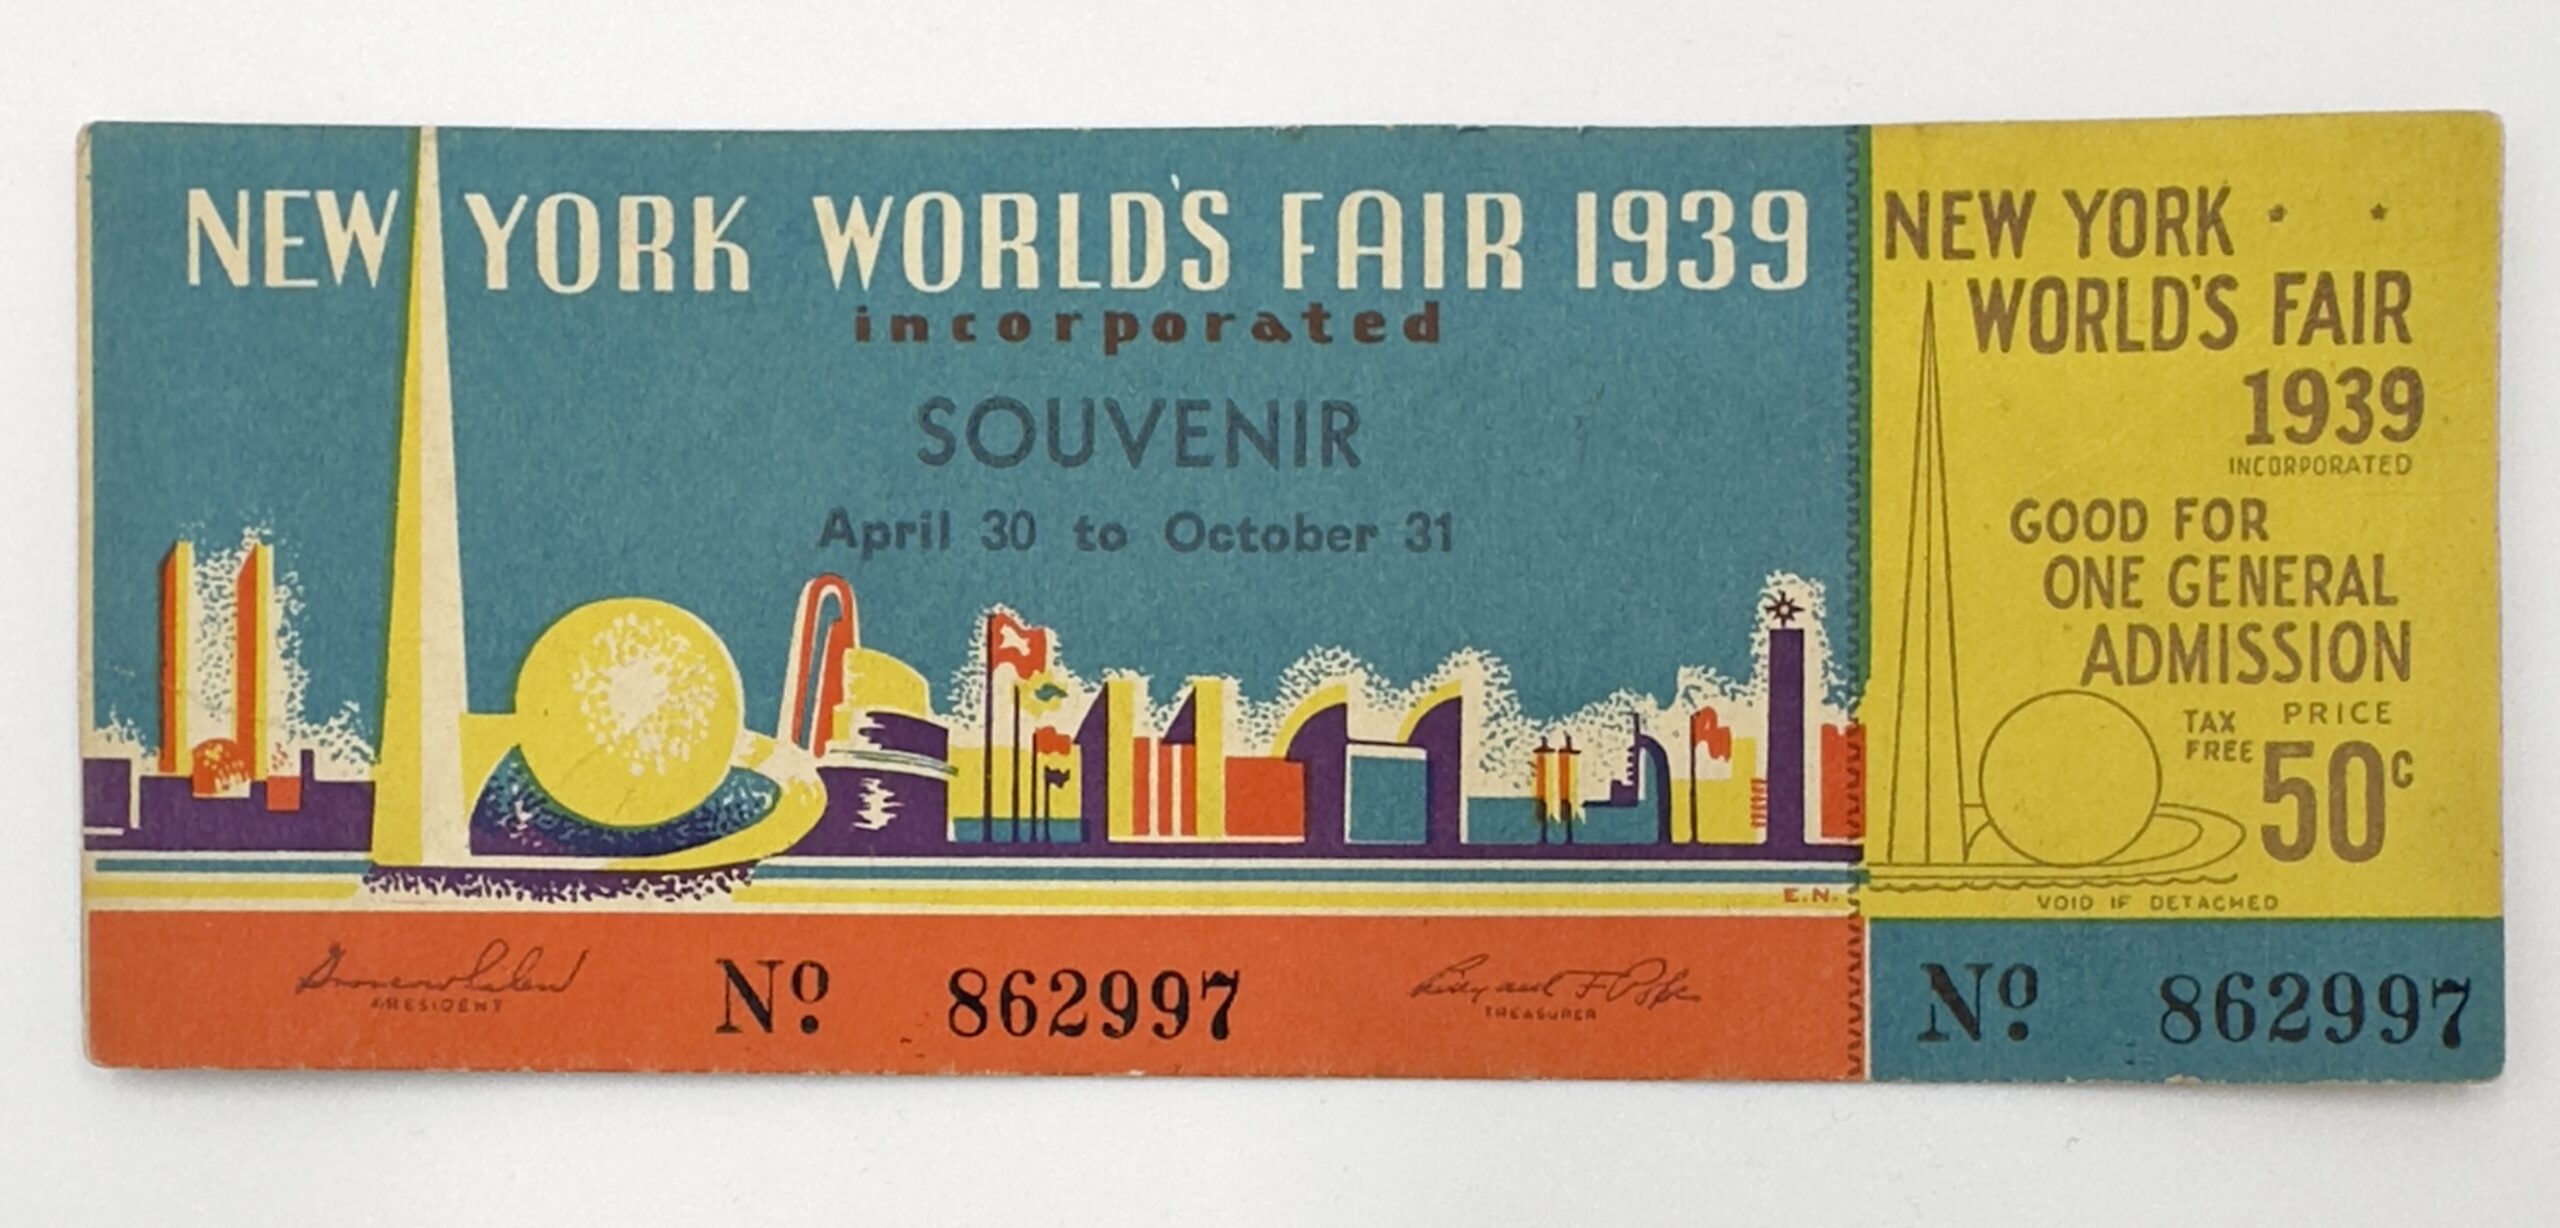 NEW YORK WORLD'S FAIR 1939
incorporated
SOUVENIR
April 30 to October 31
E.N.
PRESIDENT
Nº 862997
TREASURER
NEW YORK
WORLD'S FAIR
1939
INCORPORATED
GOOD FOR
ONE GENERAL
ADMISSION
TAX FREE
PRICE
50c
VOID IF DETACHED
Nº 862997